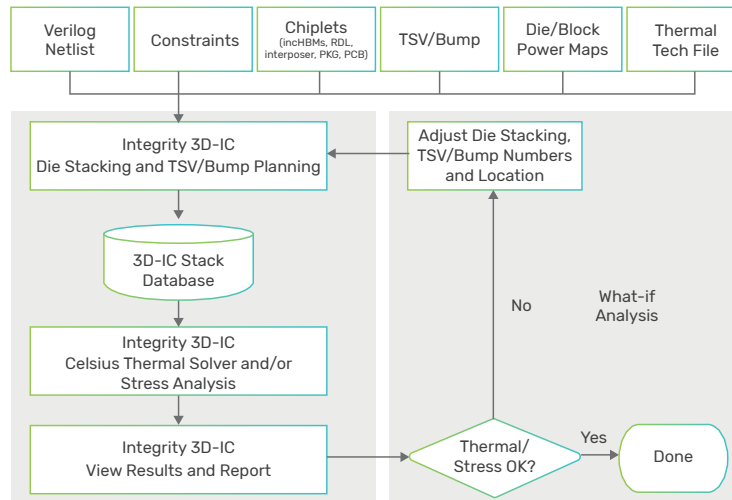 Verilog
Netlist
Constraints
Chiplets
(incHBMs, RDL,
interposer, PKG, PCB)
TSV/Bump
Die/Block
Power Maps
Thermal
Tech File
Integrity 3D-IC
Die Stacking and TSV/Bump Planning
Adjust Die Stacking,
TSV/Bump Numbers
and Location
3D-IC Stack
Database
No
What-if
Analysis
Integrity 3D-IC
Celsius Thermal Solver and/or
Stress Analysis
Integrity 3D-IC
View Results and Report
Thermal/
Stress OK?
Yes
Done